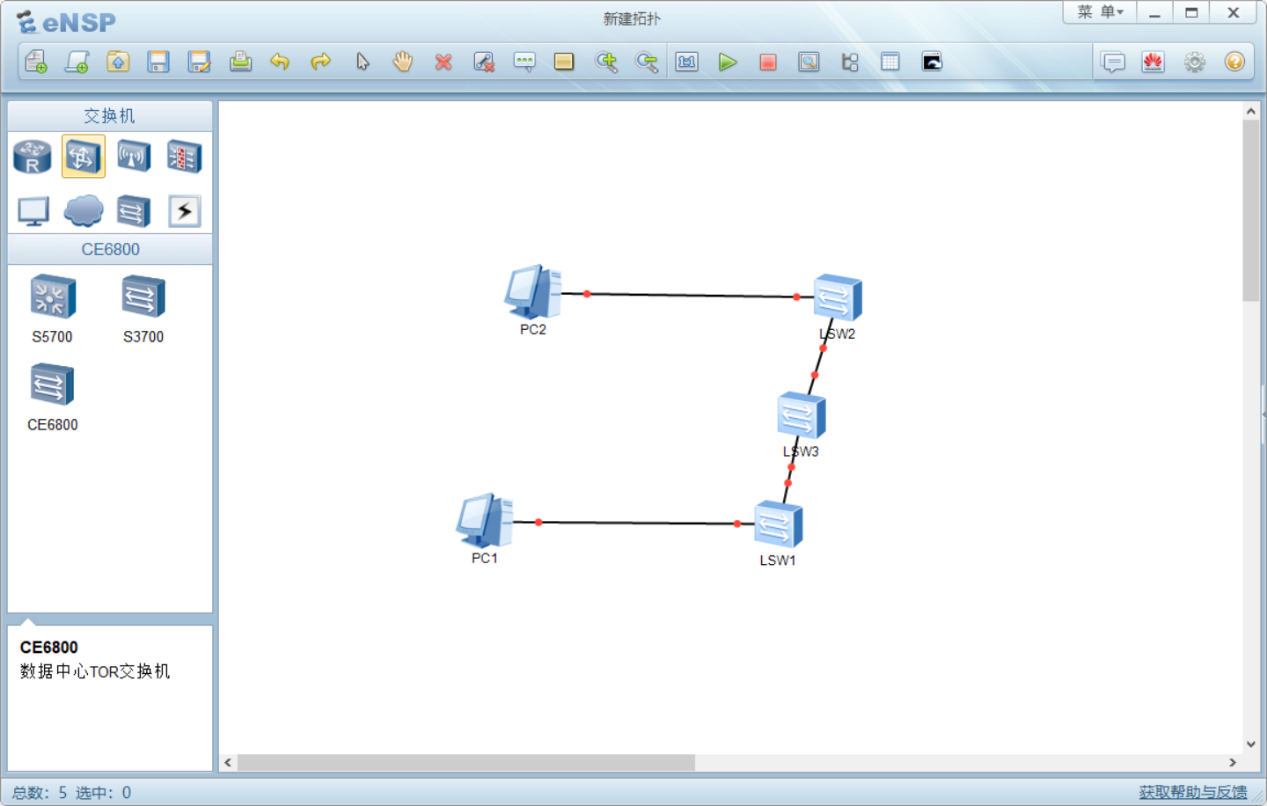 eNSP
新建拓扑
菜 单
交换机
R
CE6800
S5700
S3700
CE6800
PC2
LSW2
LSW3
PC1
LSW1
CE6800
数据中心TOR交换机
总数: 5 选中: 0
获取帮助与反馈